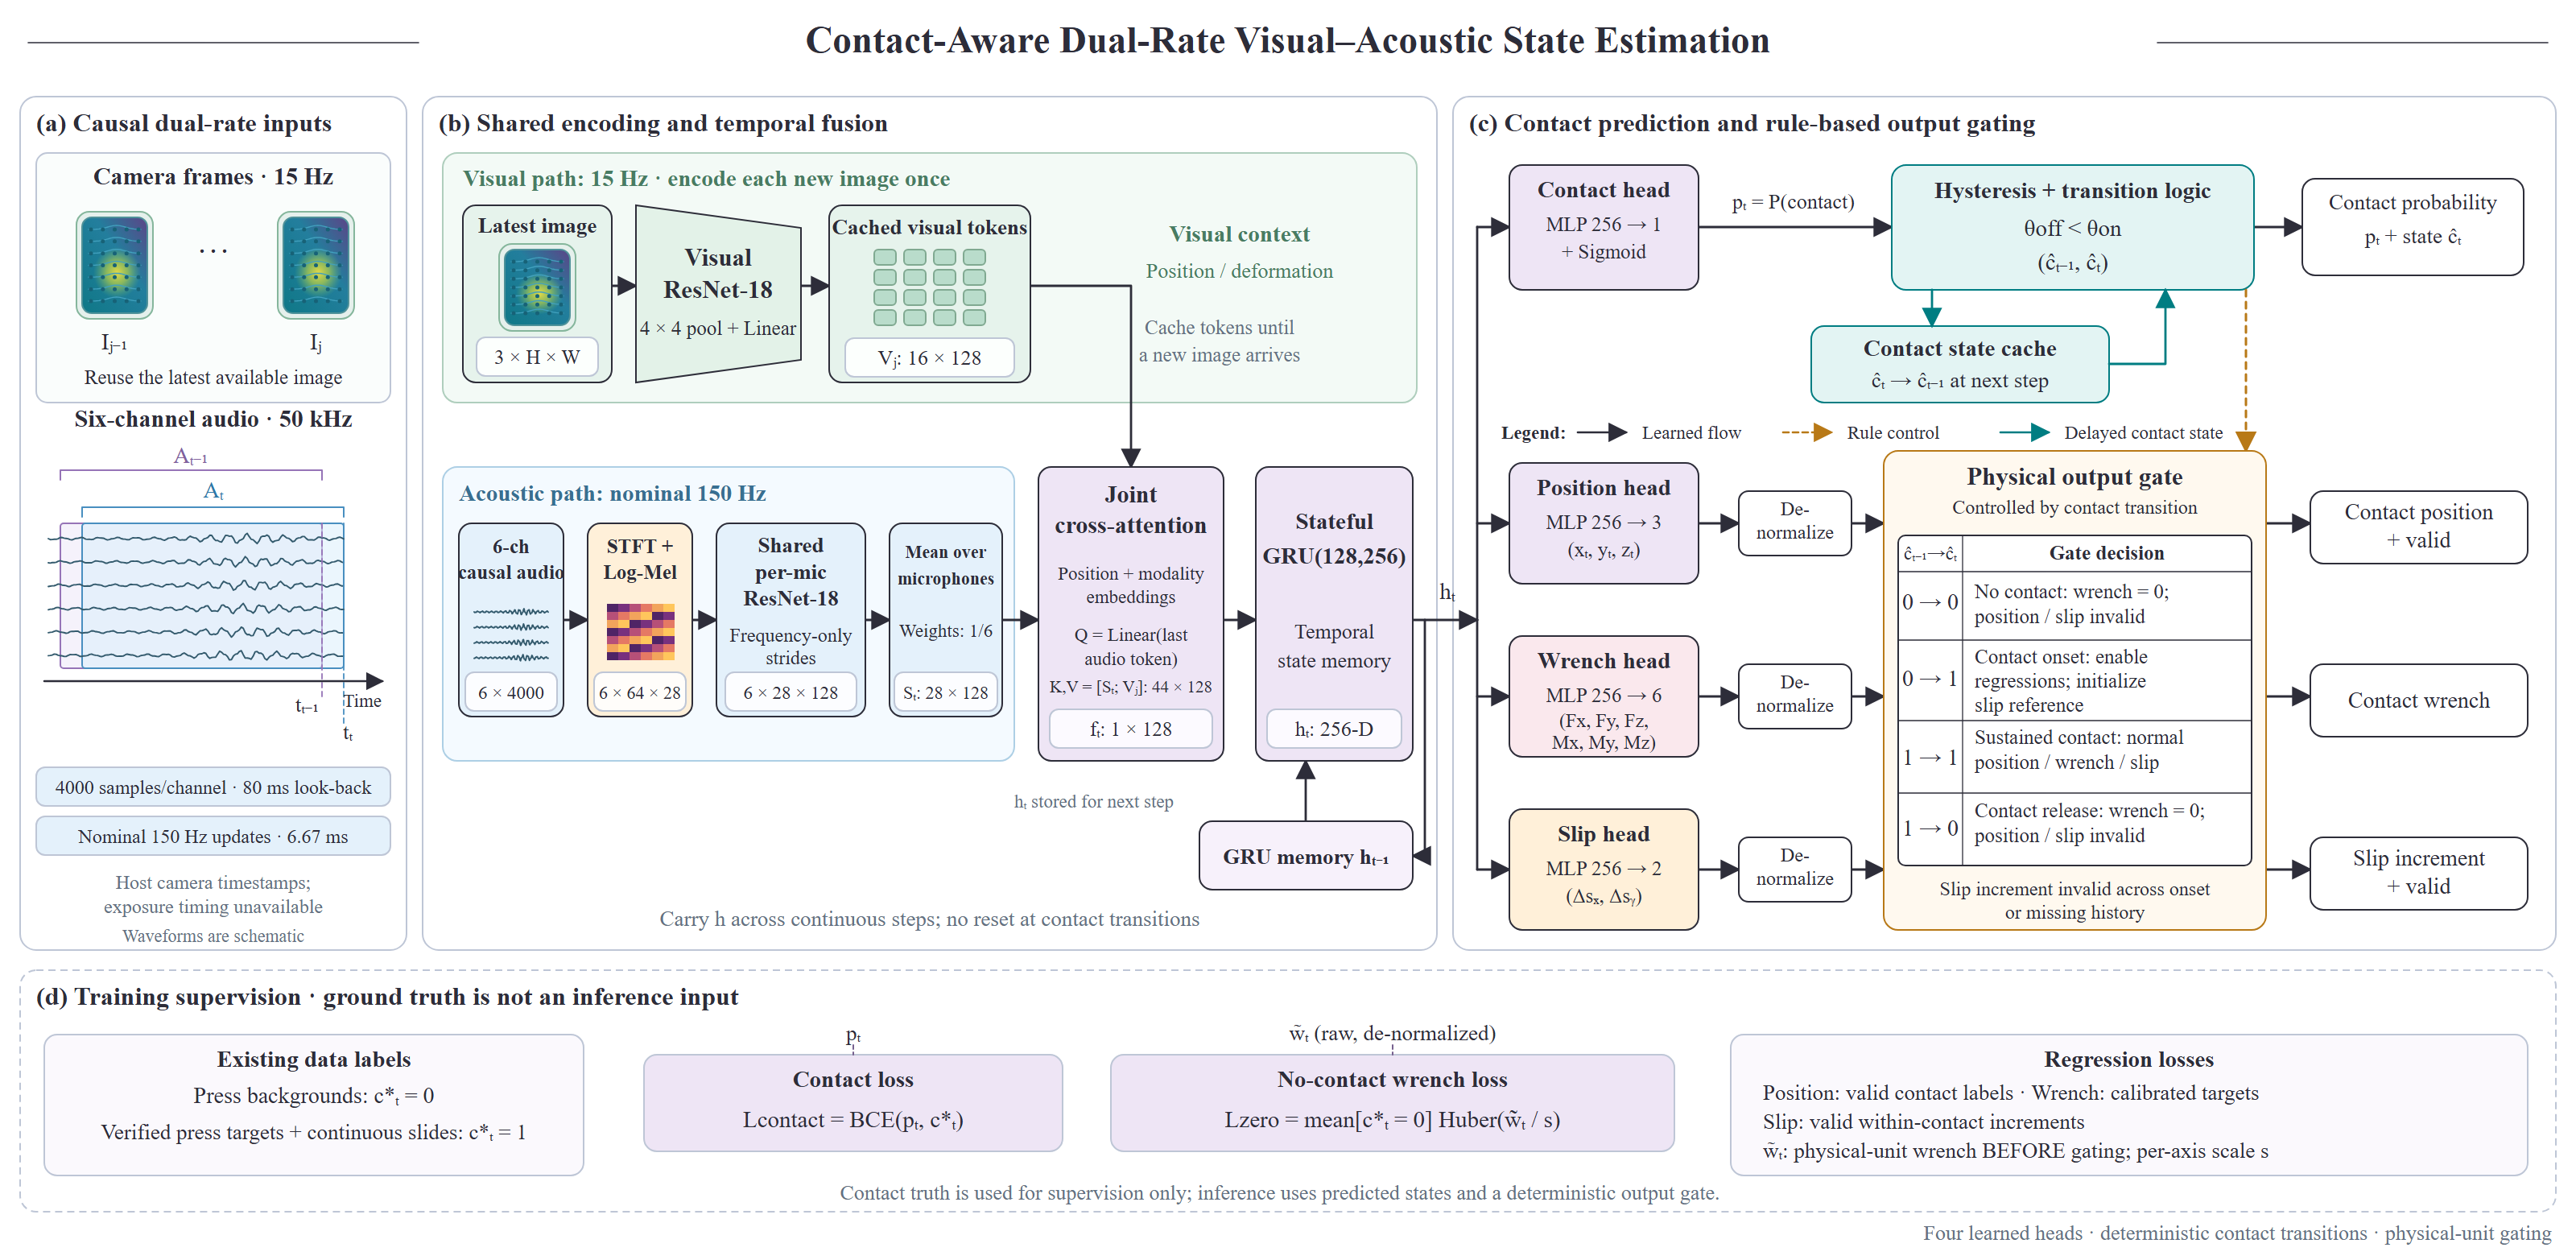 Contact-Aware Dual-Rate Visual–Acoustic State Estimation
(a) Causal dual-rate inputs
Camera frames · 15 Hz
...
Iⱼ₋₁
Iⱼ
Reuse the latest available image
Six-channel audio · 50 kHz
Aₜ₋₁
Aₜ
Time
tₜ₋₁
tₜ
4000 samples/channel · 80 ms look-back
Nominal 150 Hz updates · 6.67 ms
Host camera timestamps;
exposure timing unavailable
Waveforms are schematic
(b) Shared encoding and temporal fusion
Visual path: 15 Hz · encode each new image once
Latest image
3 × H × W
Visual
ResNet-18
4 × 4 pool + Linear
Cached visual tokens
Vⱼ: 16 × 128
Visual context
Position / deformation
Cache tokens until
a new image arrives
Acoustic path: nominal 150 Hz
6-ch
causal audio
6 × 4000
STFT +
Log-Mel
6 × 64 × 28
Shared
per-mic
ResNet-18
Frequency-only
strides
6 × 28 × 128
Mean over
microphones
Weights: 1/6
Sₜ: 28 × 128
Joint
cross-attention
Position + modality
embeddings
Q = Linear(last
audio token)
K,V = [Sₜ; Vⱼ]: 44 × 128
fₜ: 1 × 128
Stateful
GRU(128,256)
Temporal
state memory
hₜ: 256-D
hₜ
hₜ stored for next step
GRU memory hₜ₋₁
Carry h across continuous steps; no reset at contact transitions
(c) Contact prediction and rule-based output gating
Contact head
MLP 256 → 1
+ Sigmoid
pₜ = P(contact)
Hysteresis + transition logic
θoff < θon
(ĉₜ₋₁, ĉₜ)
Contact probability
pₜ + state ĉₜ
Contact state cache
ĉₜ → ĉₜ₋₁ at next step
Legend:
Learned flow
Rule control
Delayed contact state
Position head
MLP 256 → 3
(xₜ, yₜ, zₜ)
De-
normalize
Wrench head
MLP 256 → 6
(Fx, Fy, Fz,
Mx, My, Mz)
De-
normalize
Slip head
MLP 256 → 2
(Δsₓ, Δsᵧ)
De-
normalize
Physical output gate
Controlled by contact transition
ĉₜ₋₁→ĉₜ
Gate decision
0 → 0
No contact: wrench = 0;
position / slip invalid
0 → 1
Contact onset: enable
regressions; initialize
slip reference
1 → 1
Sustained contact: normal
position / wrench / slip
1 → 0
Contact release: wrench = 0;
position / slip invalid
Slip increment invalid across onset
or missing history
Contact position
+ valid
Contact wrench
Slip increment
+ valid
(d) Training supervision · ground truth is not an inference input
Existing data labels
Press backgrounds: c*ₜ = 0
Verified press targets + continuous slides: c*ₜ = 1
pₜ
Contact loss
Lcontact = BCE(pₜ, c*ₜ)
w̃ₜ (raw, de-normalized)
No-contact wrench loss
Lzero = mean[c*ₜ = 0] Huber(w̃ₜ / s)
Regression losses
Position: valid contact labels · Wrench: calibrated targets
Slip: valid within-contact increments
w̃ₜ: physical-unit wrench BEFORE gating; per-axis scale s
Contact truth is used for supervision only; inference uses predicted states and a deterministic output gate.
Four learned heads · deterministic contact transitions · physical-unit gating